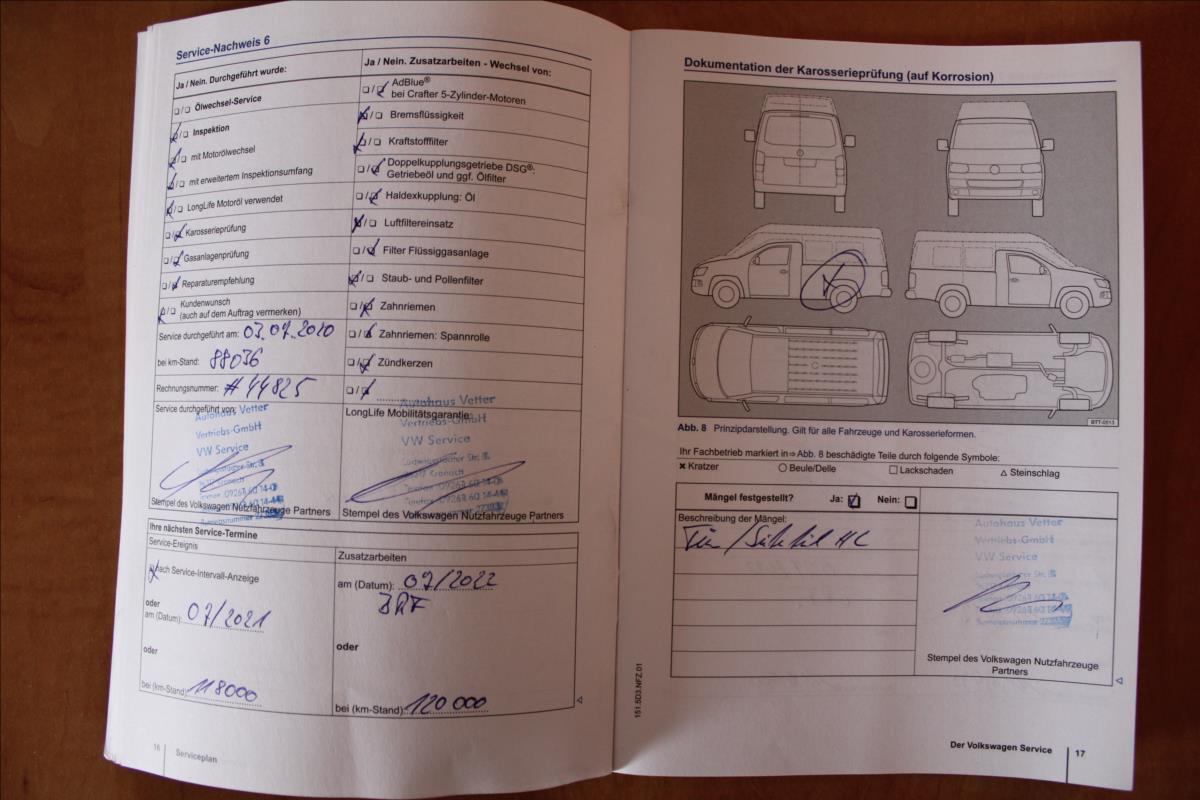 Service-Nachweis 6
Ja / Nein. Durchgeführt wurde:
❑/❑ Ölwechsel-Service
❑/❑ Inspektion
❑/❑ mit Motorölwechsel
❑/❑ mit erweitertem Inspektionsumfang
❑/❑ LongLife Motoröl verwendet
❑/❑ Karosserieprüfung
❑/❑ Gasanlagenprüfung
❑/❑ Reparaturempfehlung
❑/❑ Kundenwunsch
(auch auf dem Auftrag vermerken)
Service durchgeführt am: 03.07.2020
bei km-Stand: 88036
Rechnungsnummer: #44825
Service durchgeführt von:
Autohaus Vetter
Vertriebs-GmbH
VW Service
Stempel des Volkswagen Nutzfahrzeuge Partners
Ja / Nein. Zusatzarbeiten - Wechsel von:
❑/❑ AdBlue®
bei Crafter 5-Zylinder-Motoren
❑/❑ Bremsflüssigkeit
❑/❑ Kraftstofffilter
❑/❑ Doppelkupplungsgetriebe DSG®:
Getriebeöl und ggf. Ölfilter
❑/❑ Haldexkupplung: Öl
❑/❑ Luftfiltereinsatz
❑/❑ Filter Flüssiggasanlage
❑/❑ Staub- und Pollenfilter
❑/❑ Zahnriemen
❑/❑ Zahnriemen: Spannrolle
❑/❑ Zündkerzen
❑/❑
LongLife Mobilitätsgarantie:
Autohaus Vetter
Vertriebs-GmbH
VW Service
Stempel des Volkswagen Nutzfahrzeuge Partners
Ihre nächsten Service-Termine
Service-Ereignis
nach Service-Intervall-Anzeige
oder
am (Datum): 07/2021
oder
bei (km-Stand): 118000
Zusatzarbeiten
am (Datum): 07/2022
BRF
oder
bei (km-Stand): 120 000
16 Serviceplan
Dokumentation der Karosserieprüfung (auf Korrosion)
BTT-0513
Abb. 8 Prinzipdarstellung. Gilt für alle Fahrzeuge und Karosserieformen.
Ihr Fachbetrieb markiert in ⇒ Abb. 8 beschädigte Teile durch folgende Symbole:
✖ Kratzer ○ Beule/Delle □ Lackschaden △ Steinschlag
Mängel festgestellt? Ja: ❑ Nein: ❑
Beschreibung der Mängel:
Autohaus Vetter
Vertriebs-GmbH
VW Service
Stempel des Volkswagen Nutzfahrzeuge
Partners
151.5D3.NFZ.01
Der Volkswagen Service 17